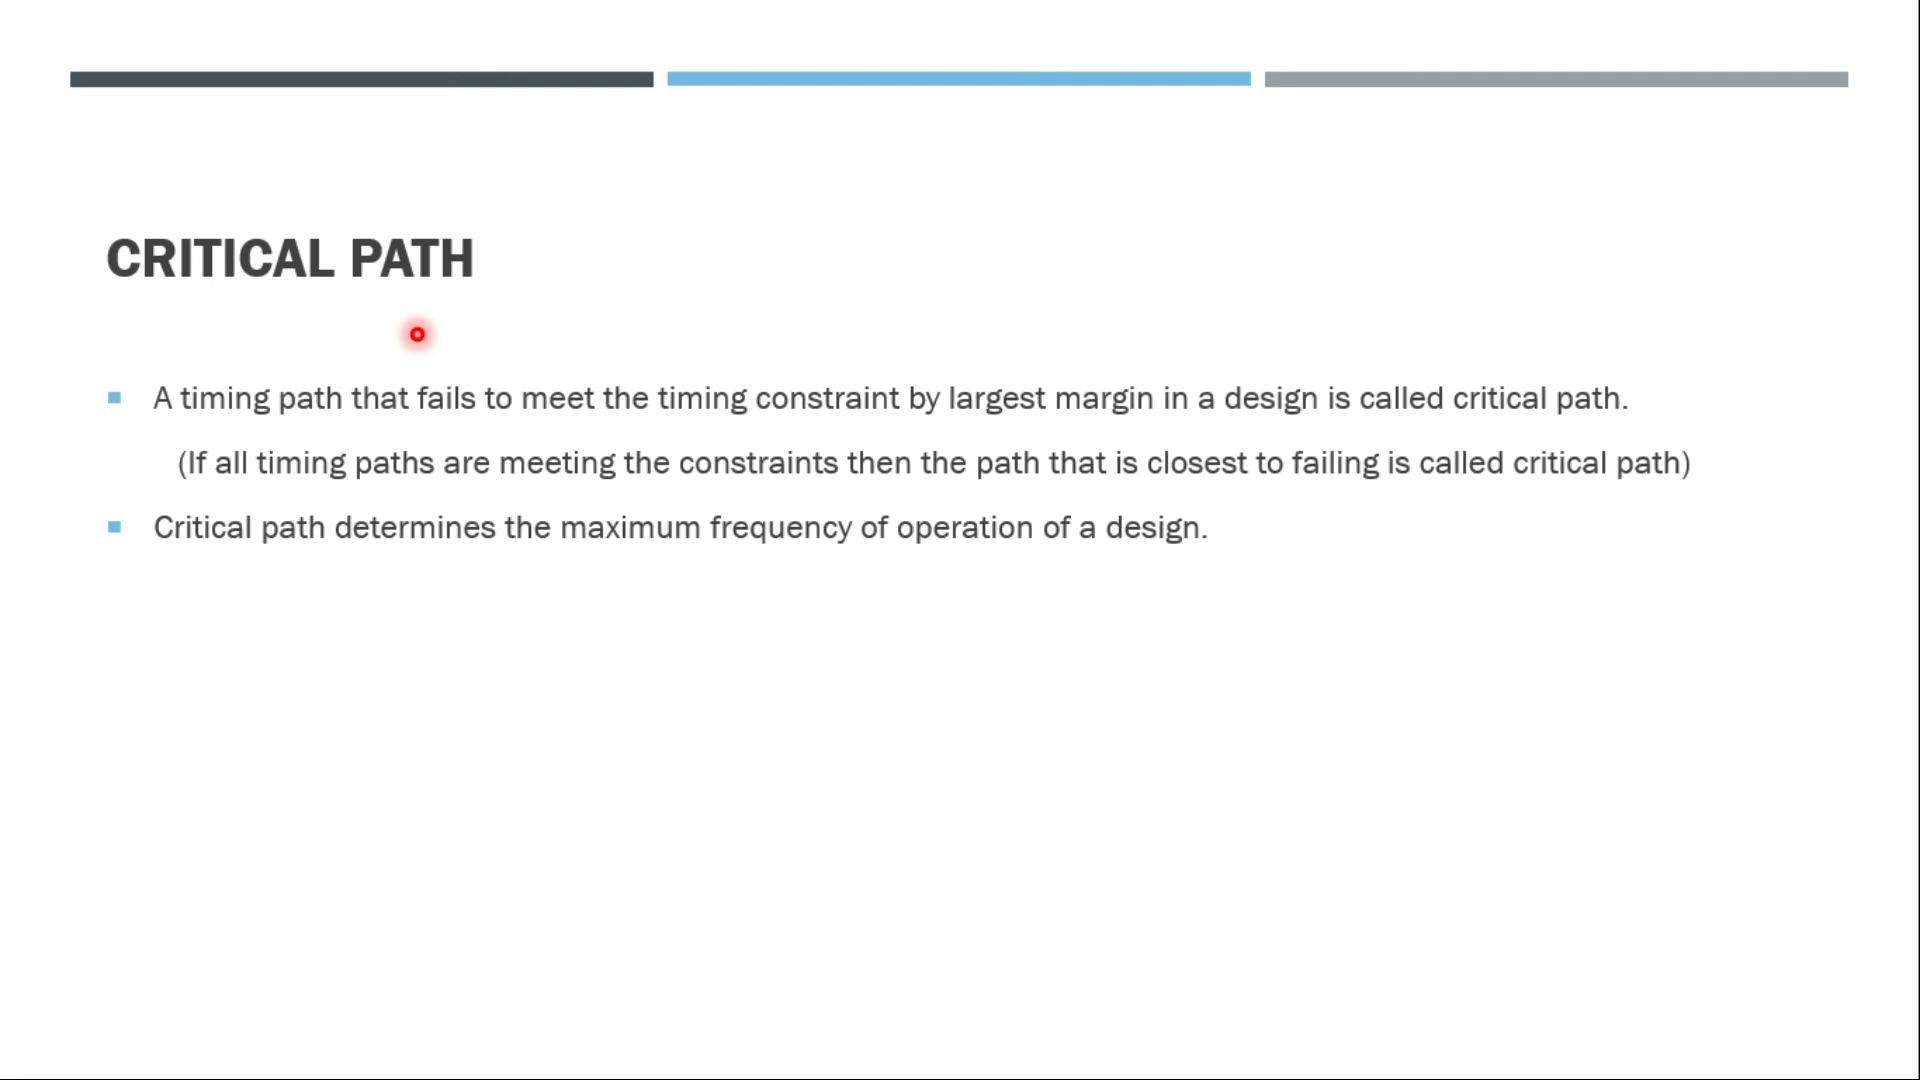 CRITICAL PATH
A timing path that fails to meet the timing constraint by largest margin in a design is called critical path.
(If all timing paths are meeting the constraints then the path that is closest to failing is called critical path)
Critical path determines the maximum frequency of operation of a design.